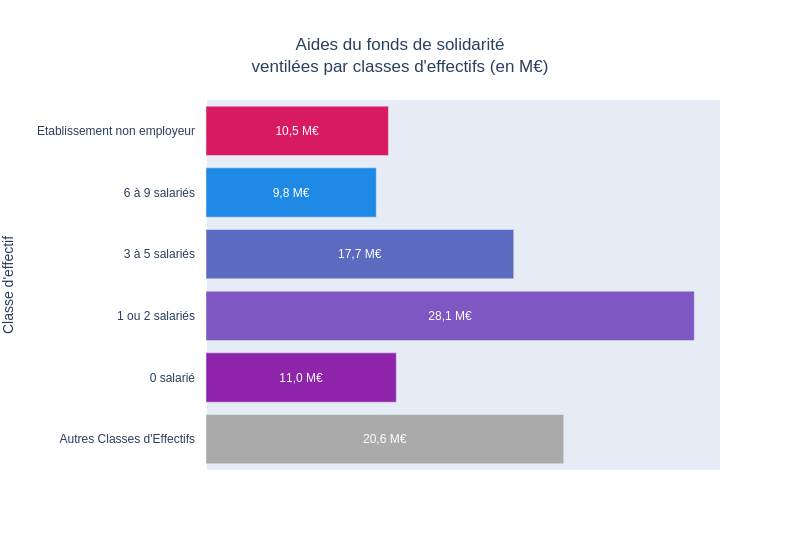 Aides du fonds de solidarité
ventilées par classes d'effectifs (en M€)
Classe d'effectif
Etablissement non employeur
10,5 M€
6 à 9 salariés
9,8 M€
3 à 5 salariés
17,7 M€
1 ou 2 salariés
28,1 M€
0 salarié
11,0 M€
Autres Classes d'Effectifs
20,6 M€